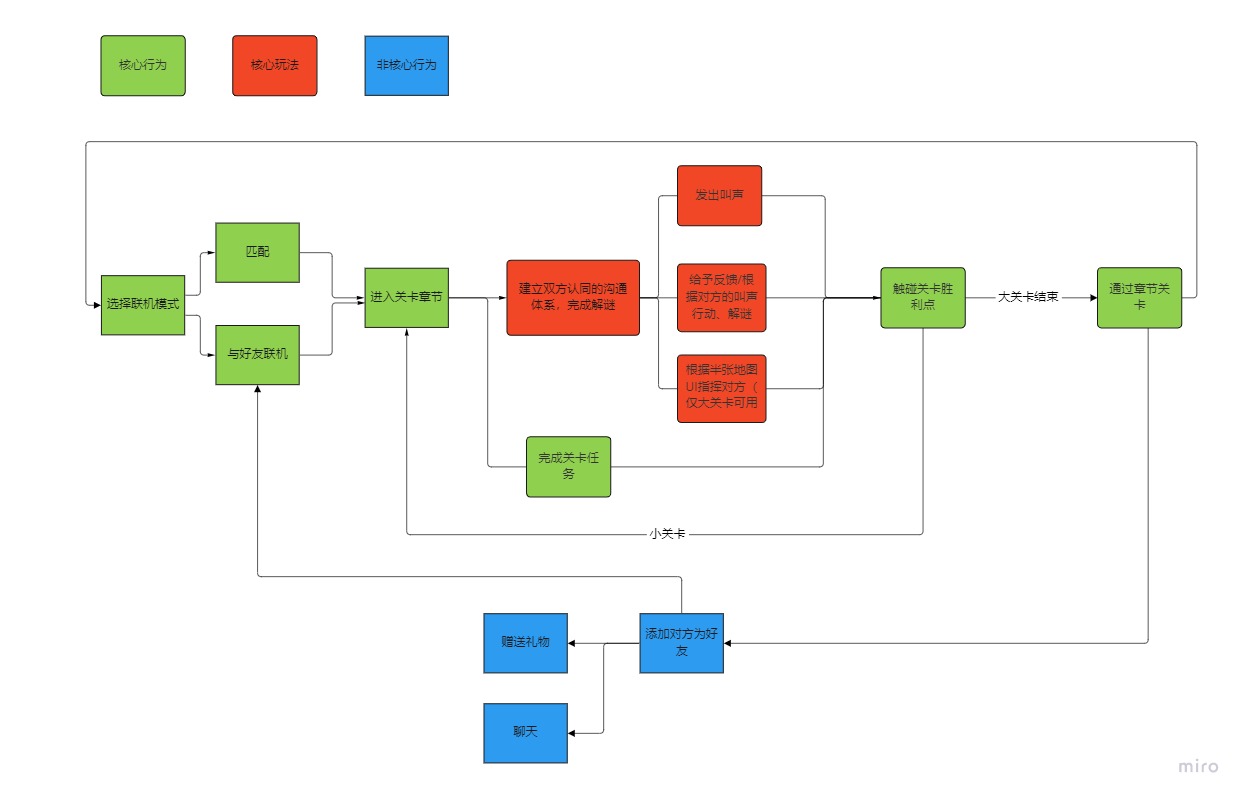 核心行为
核心玩法
非核心行为
发出叫声
匹配
给予反馈/根
据对方的叫声
行动、解谜
选择联机模式
进入关卡章节
建立双方认同的沟通
体系，完成解谜
触碰关卡胜
利点
大关卡结束
通过章节关
卡
与好友联机
根据半张地图
UI指挥对方（
仅大关卡可用
完成关卡任
务
小关卡
赠送礼物
添加对方为好
友
聊天
miro